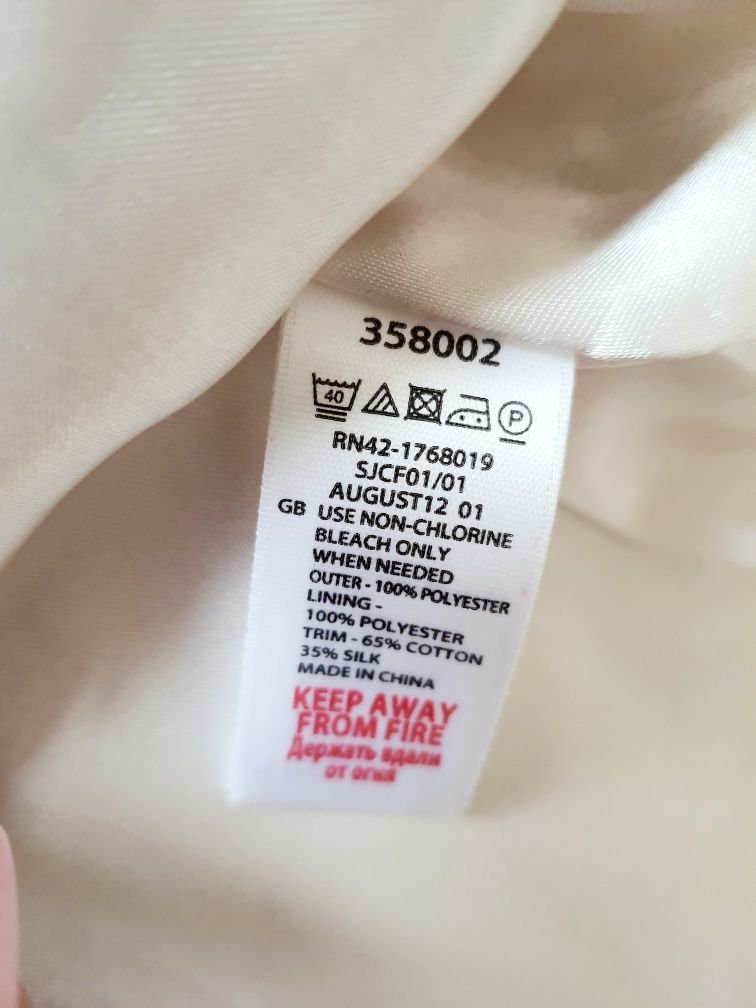 358002
40 P
RN42-1768019
SJCF01/01
AUGUST12 01
GB USE NON-CHLORINE
BLEACH ONLY
WHEN NEEDED
OUTER - 100% POLYESTER
LINING -
100% POLYESTER
TRIM - 65% COTTON
35% SILK
MADE IN CHINA
KEEP AWAY
FROM FIRE
Держать вдали
от огня